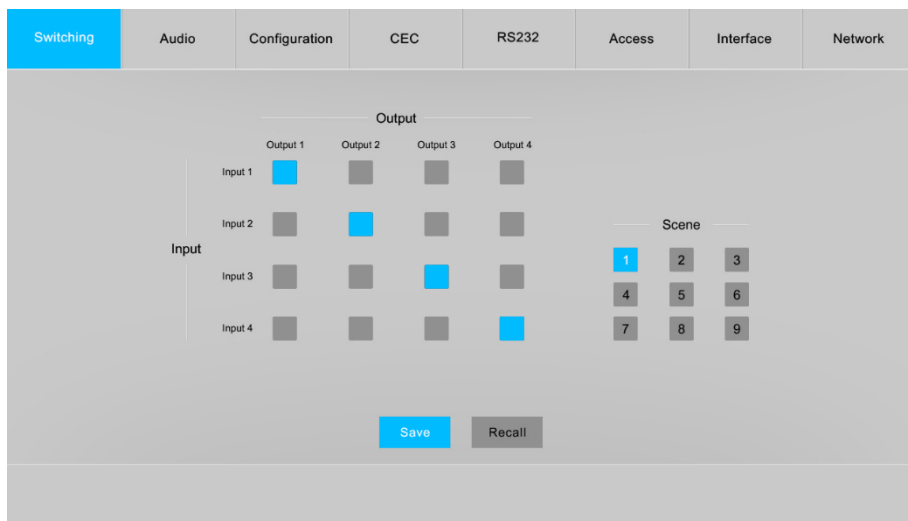 Switching Audio Configuration CEC RS232 Access Interface Network
Output
Output 1 Output 2 Output 3 Output 4
Input 1
Input 2
Input
Input 3
Input 4
Scene
1 2 3
4 5 6
7 8 9
Save Recall